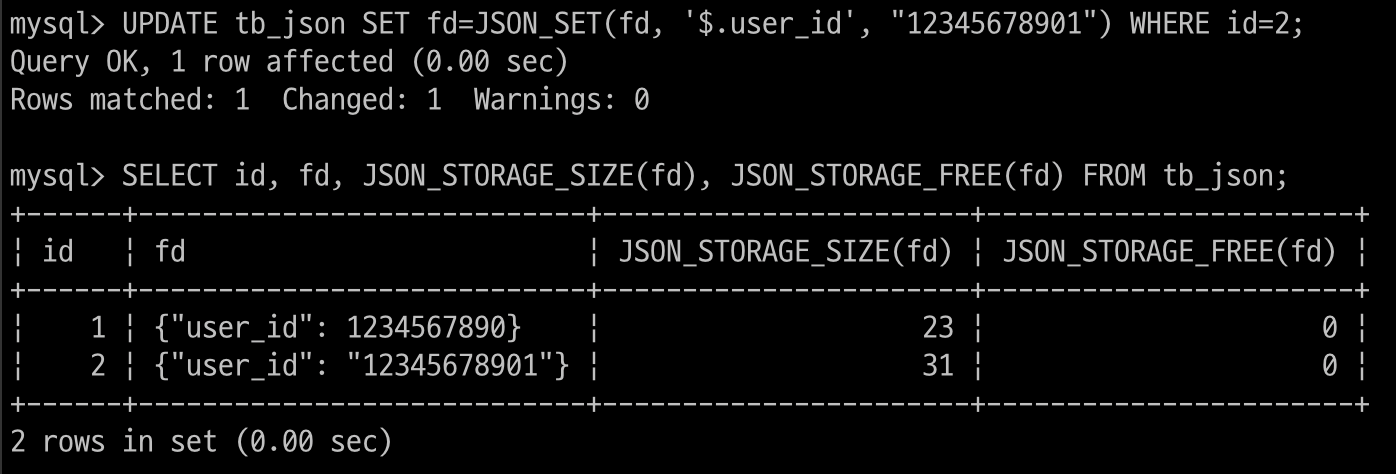 mysql> UPDATE tb_json SET fd=JSON_SET(fd, '$.user_id', "12345678901") WHERE id=2;
Query OK, 1 row affected (0.00 sec)
Rows matched: 1  Changed: 1  Warnings: 0

mysql> SELECT id, fd, JSON_STORAGE_SIZE(fd), JSON_STORAGE_FREE(fd) FROM tb_json;
+------+----------------------------+-----------------------+-----------------------+
¦ id   ¦ fd                         ¦ JSON_STORAGE_SIZE(fd) ¦ JSON_STORAGE_FREE(fd) ¦
+------+----------------------------+-----------------------+-----------------------+
¦    1 ¦ {"user_id": 1234567890}    ¦                    23 ¦                     0 ¦
¦    2 ¦ {"user_id": "12345678901"} ¦                    31 ¦                     0 ¦
+------+----------------------------+-----------------------+-----------------------+
2 rows in set (0.00 sec)